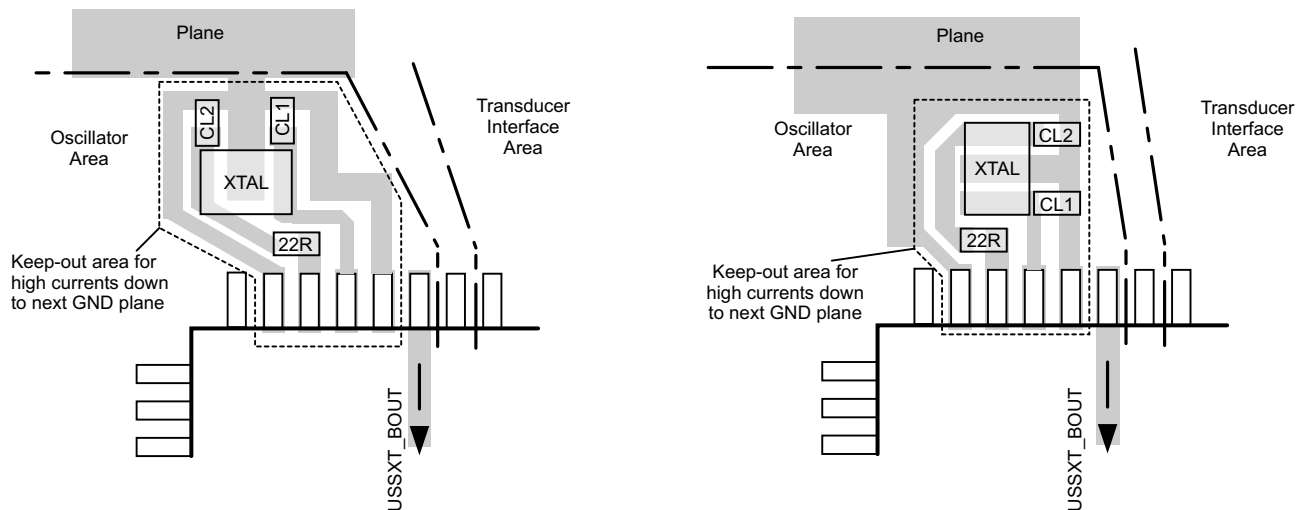 Plane
Oscillator
Area
CL2
CL1
XTAL
22R
Transducer
Interface
Area
Keep-out area for
high currents down
to next GND plane
USSXT_BOUT
Plane
Oscillator
Area
XTAL
CL2
CL1
22R
Transducer
Interface
Area
Keep-out area for
high currents down
to next GND plane
USSXT_BOUT